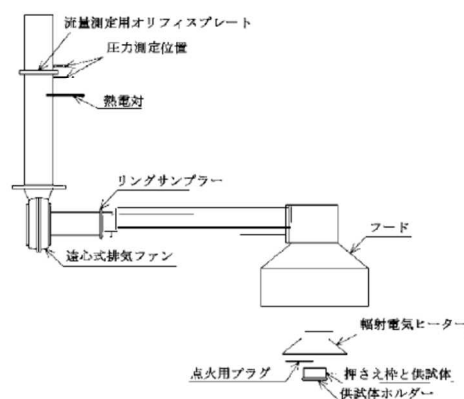 流量測定用オリフィスプレート
圧力測定位置
熱電対
リングサンプラー
フード
遠心式排気ファン
輻射電気ヒーター
点火用プラグ
押さえ枠と供試体
供試体ホルダー